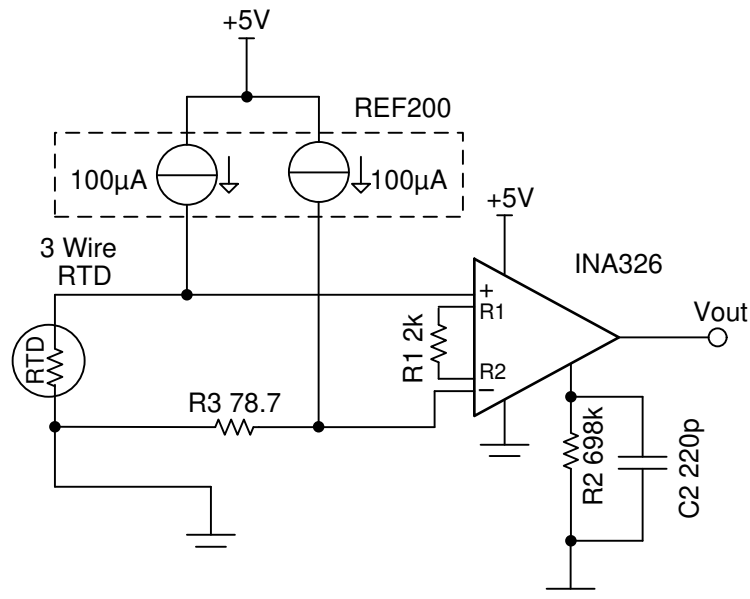 +5V
REF200
100μA
100μA
+5V
3 Wire
RTD
INA326
+
R1
R1 2k
R2
−
Vout
RTD
R3 78.7
R2 698k
C2 220p